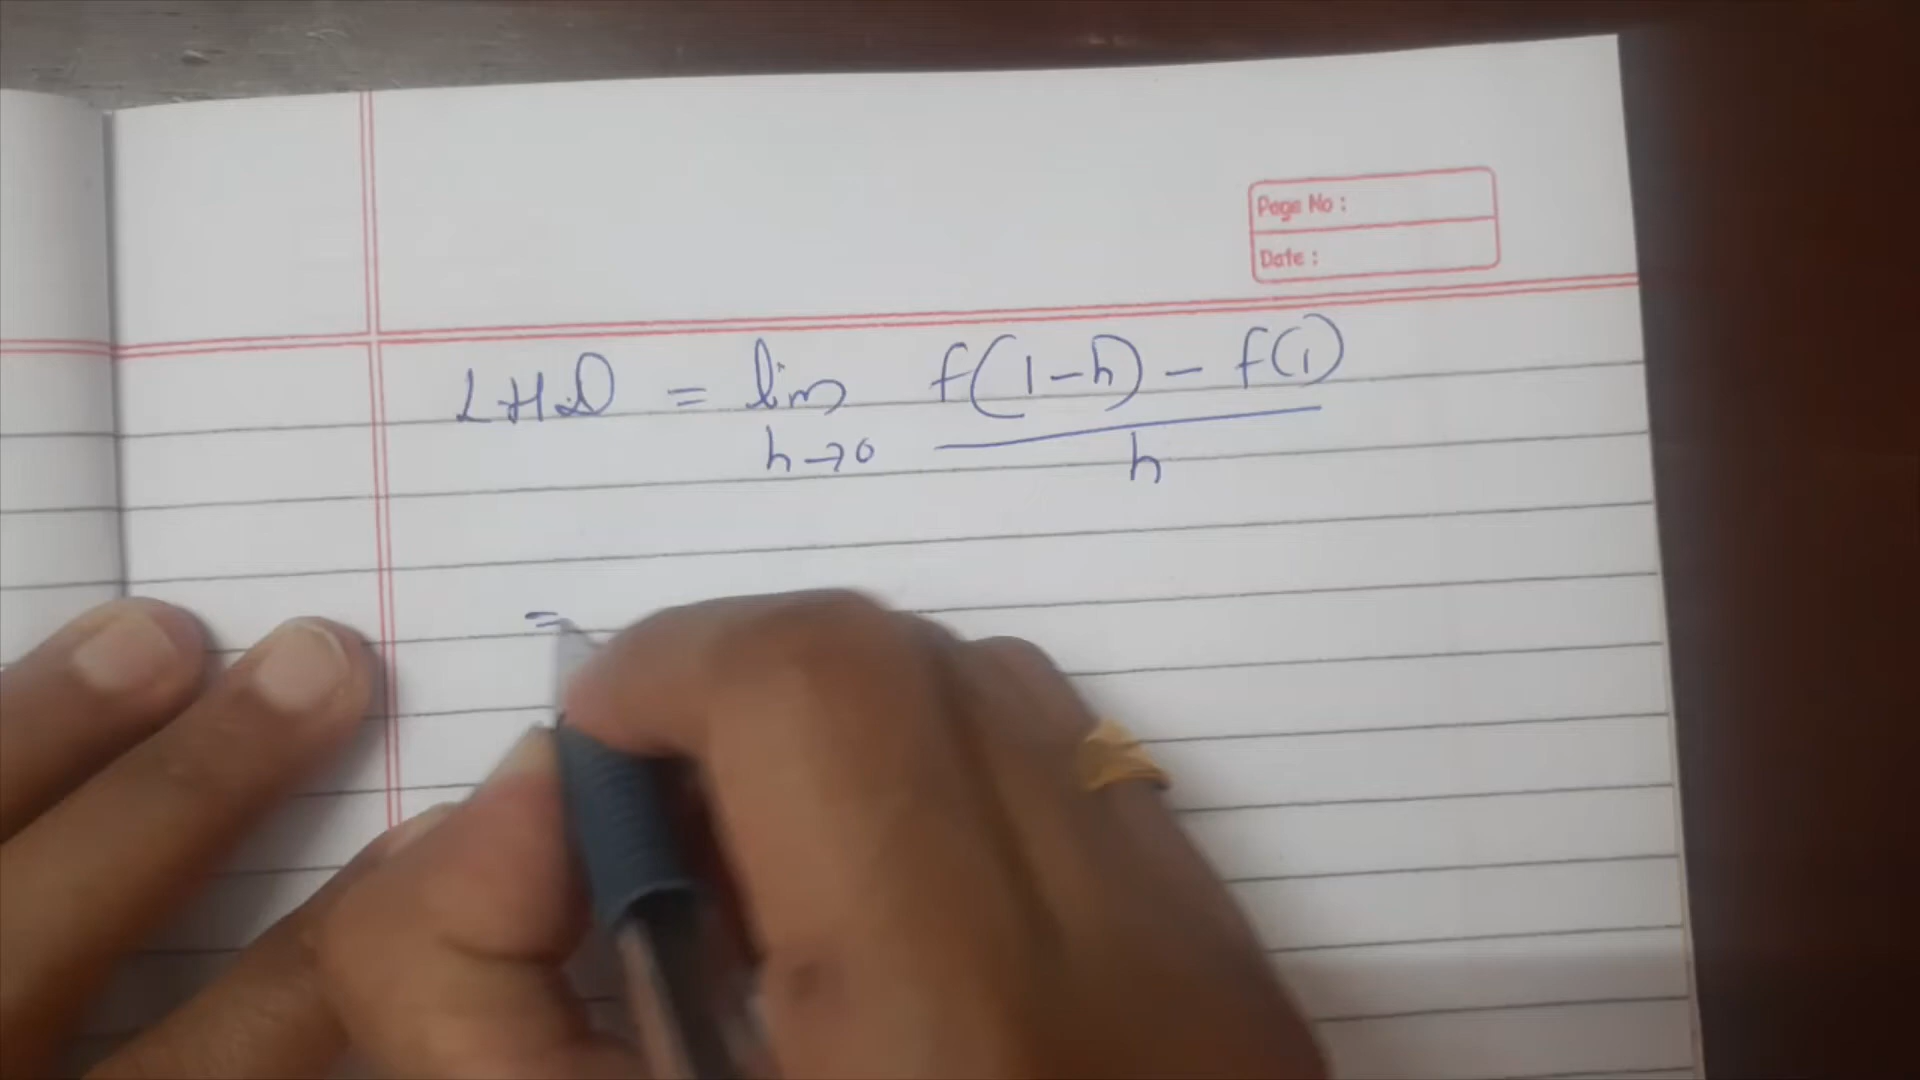 Page No :
Date :
LHD = lim f(1-h) - f(1)
h→0 h
=